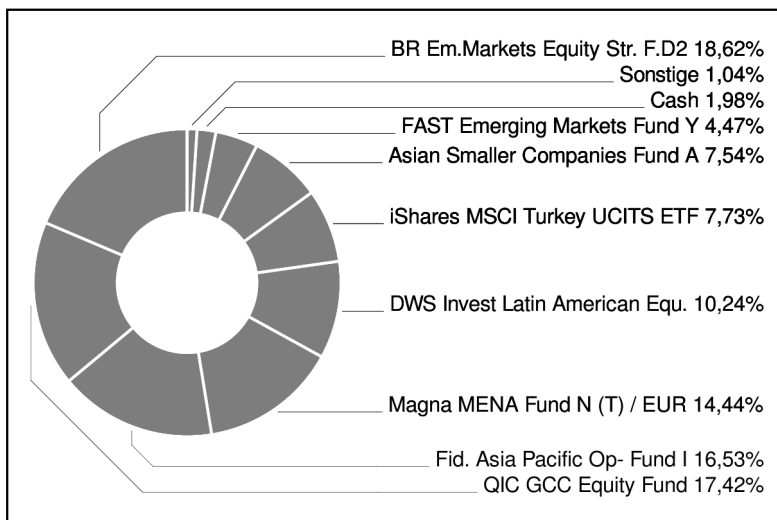 BR Em.Markets Equity Str. F.D2 18,62%
Sonstige 1,04%
Cash 1,98%
FAST Emerging Markets Fund Y 4,47%
Asian Smaller Companies Fund A 7,54%
iShares MSCI Turkey UCITS ETF 7,73%
DWS Invest Latin American Equ. 10,24%
Magna MENA Fund N (T) / EUR 14,44%
Fid. Asia Pacific Op- Fund I 16,53%
QIC GCC Equity Fund 17,42%